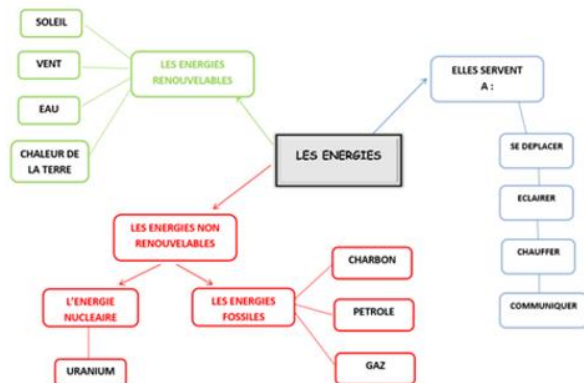 SOLEIL
VENT
EAU
CHALEUR DE
LA TERRE
LES ENERGIES
RENOUVELABLES
ELLES SERVENT
A :
LES ENERGIES
SE DEPLACER
ECLAIRER
CHAUFFER
COMMUNIQUER
LES ENERGIES NON
RENOUVELABLES
L'ENERGIE
NUCLEAIRE
URANIUM
LES ENERGIES
FOSSILES
CHARBON
PETROLE
GAZ